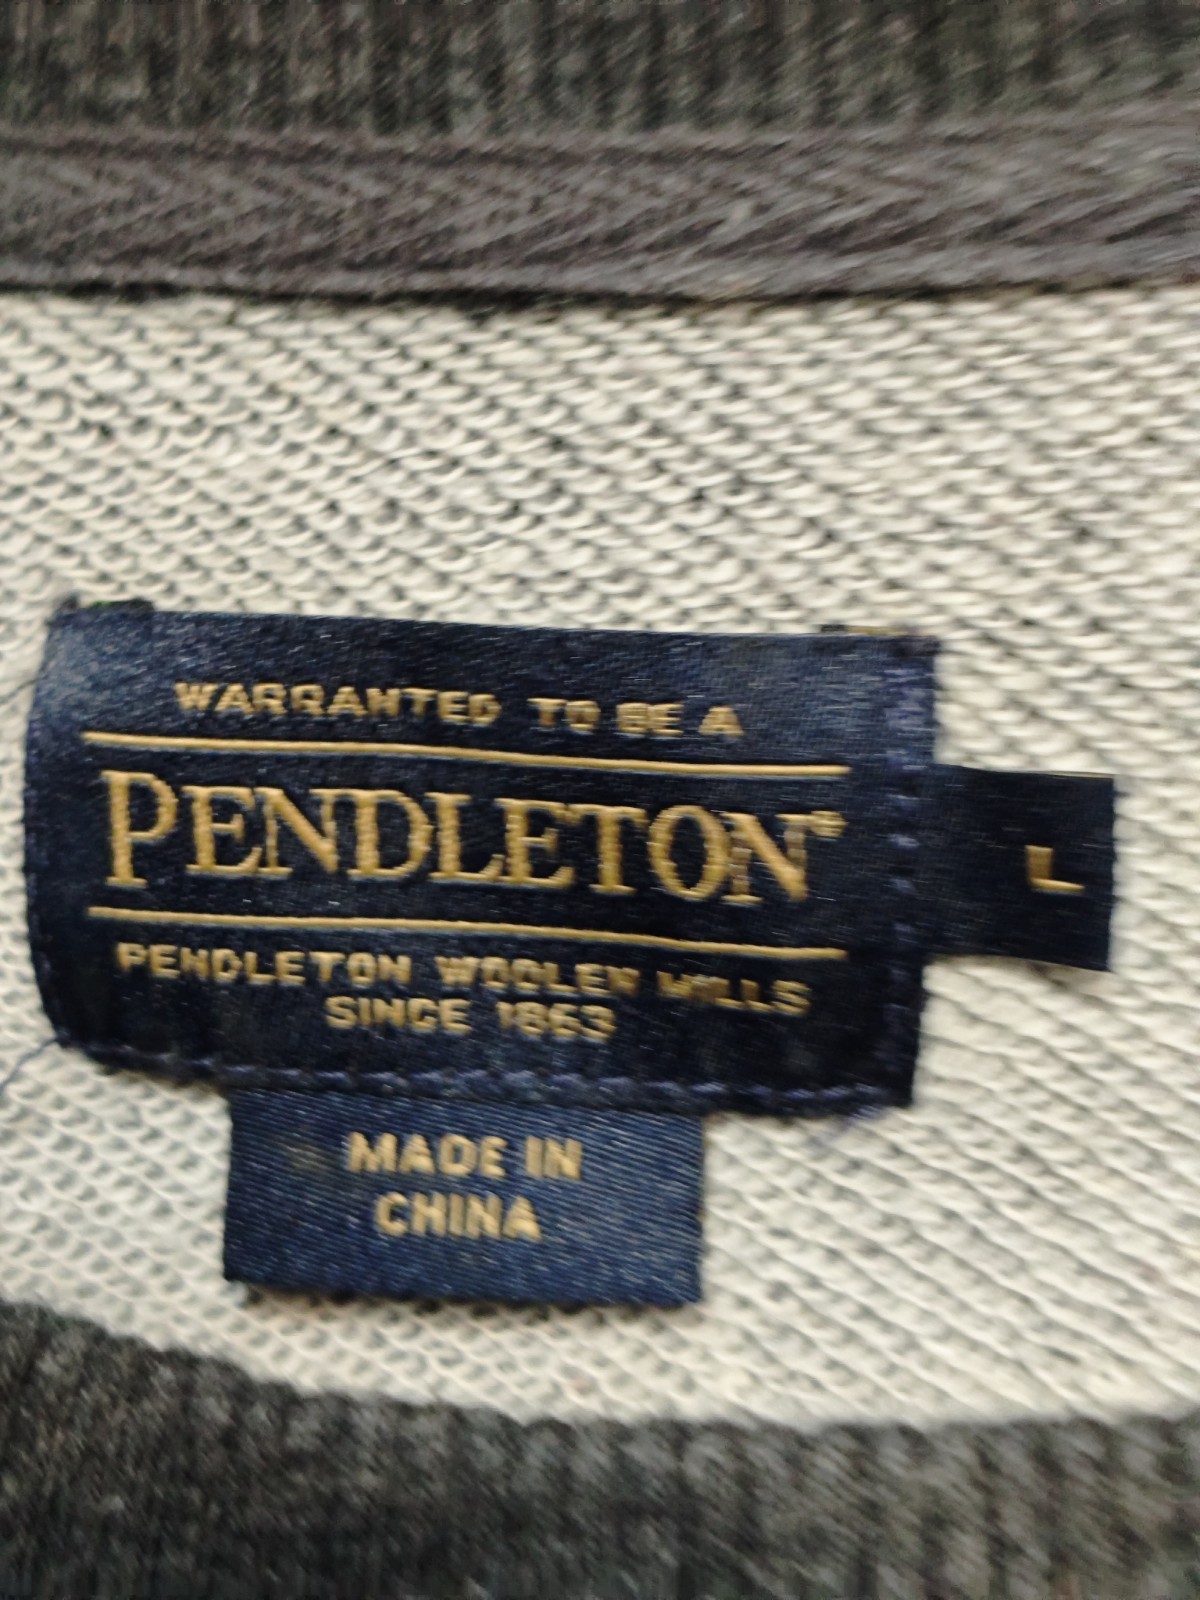 WARRANTED TO BE A
PENDLETON®
L
PENDLETON WOOLEN MILLS
SINCE 1863
MADE IN
CHINA